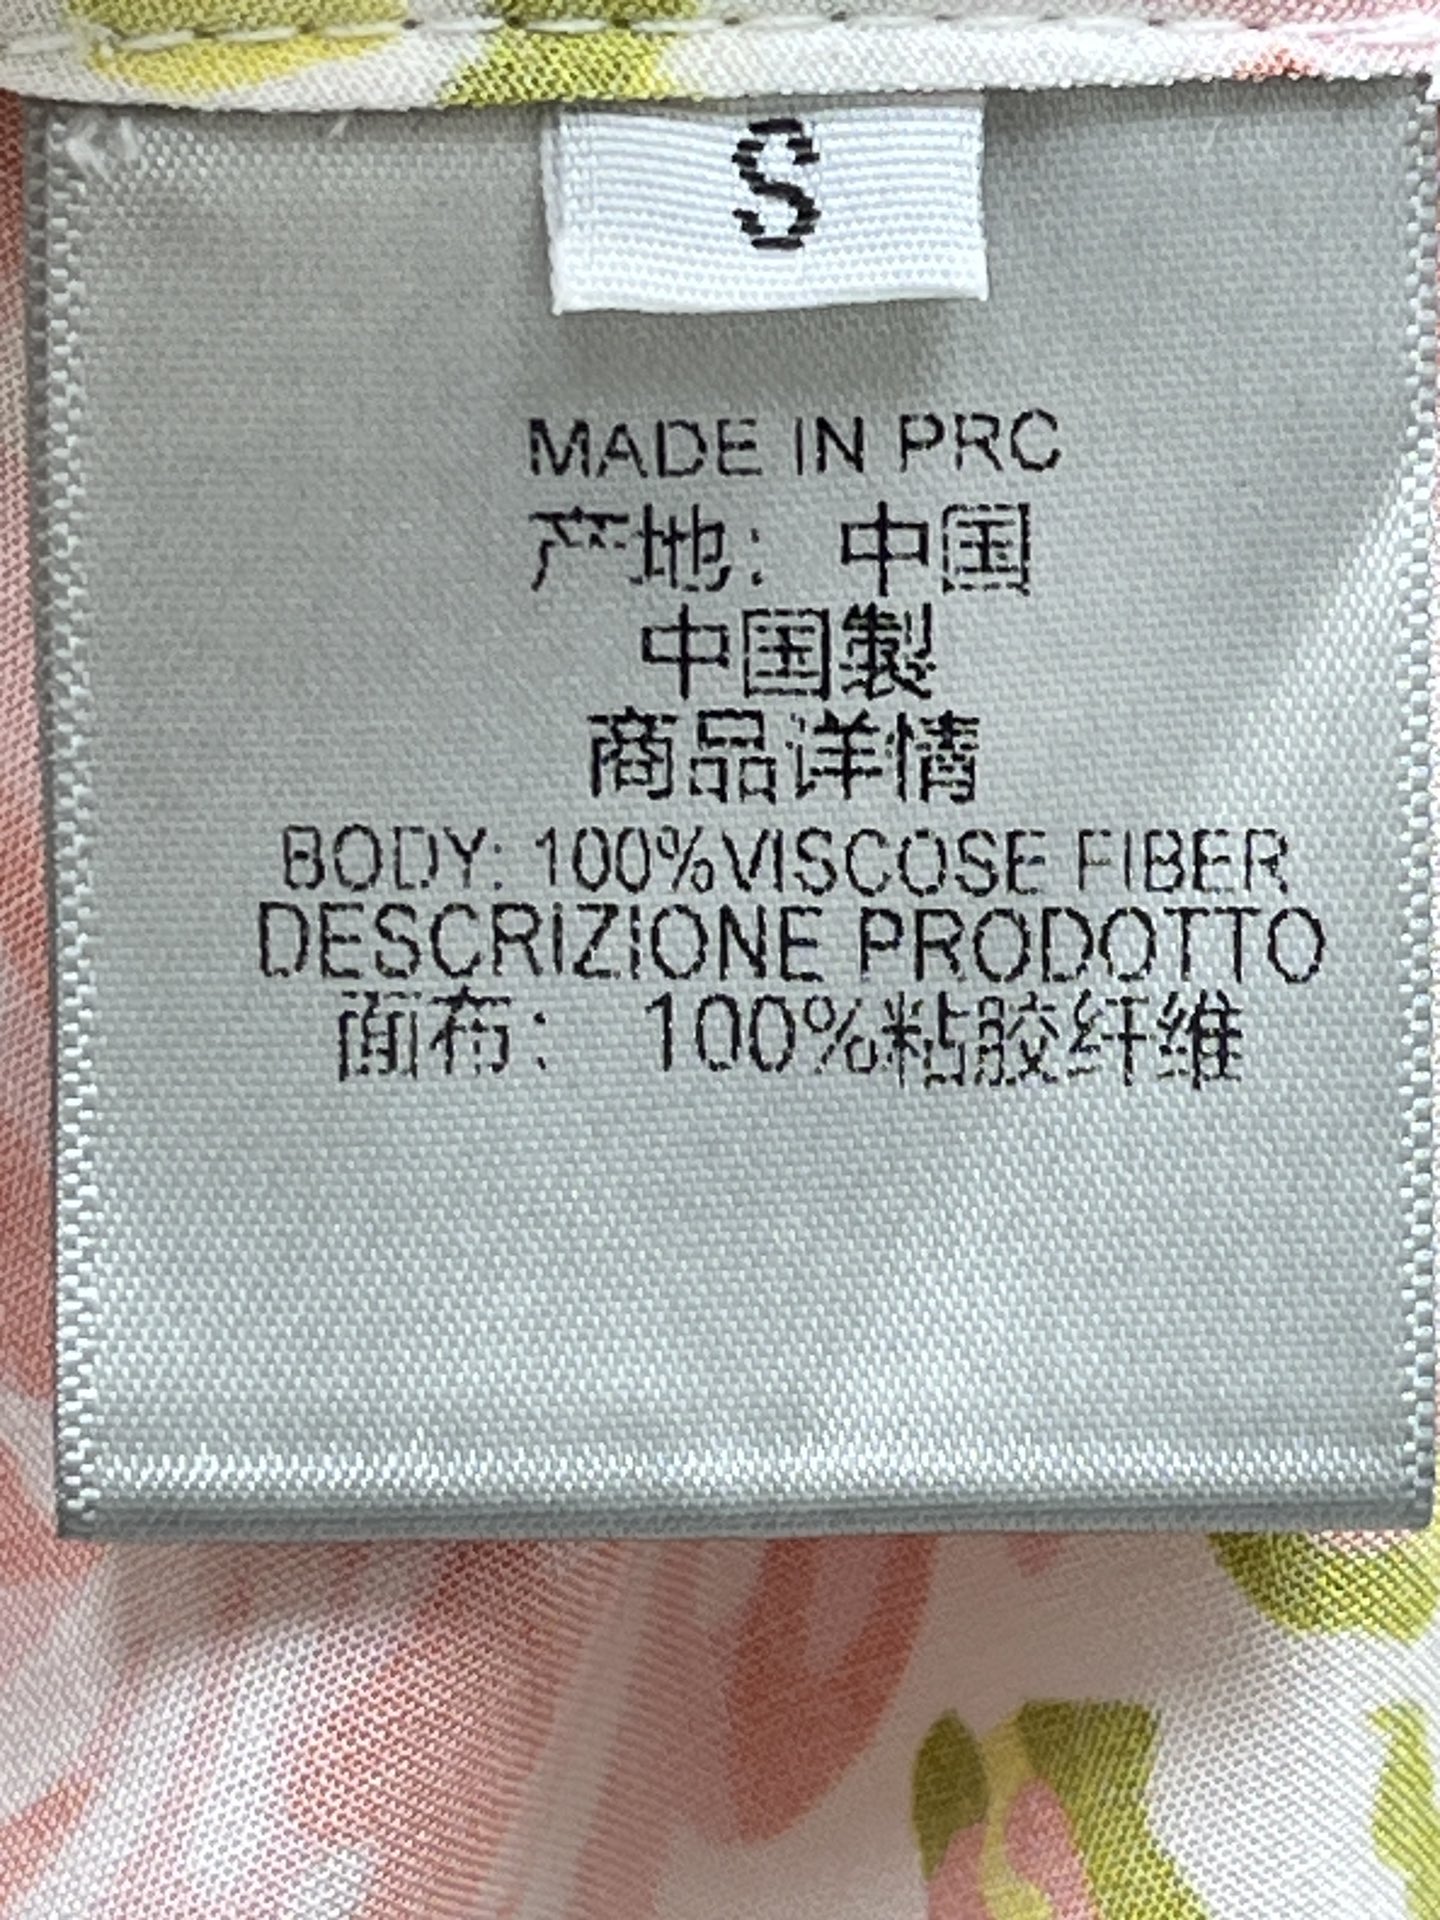 S
MADE IN PRC
产地：中国
中国製
商品详情
BODY: 100%VISCOSE FIBER
DESCRIZIONE PRODOTTO
面布：100%粘胶纤维